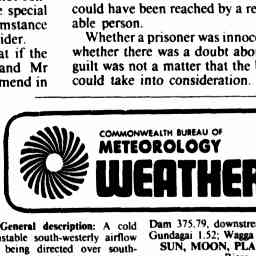 e special
could have been reached by a re
mstance
able person.
ider.
Whether a prisoner was innoc
at if the
whether there was a doubt abo
and Mr
guilt was not a matter that the
mend in
could take into consideration.
COMMONWEALTH BUREAU OF
METEOROLOGY
WEATHER
General description: A cold
stable south-westerly airflow
being directed over south-
Dam 375.79, downstre
Gundagai 1.52; Wagga
SUN, MOON, PLA